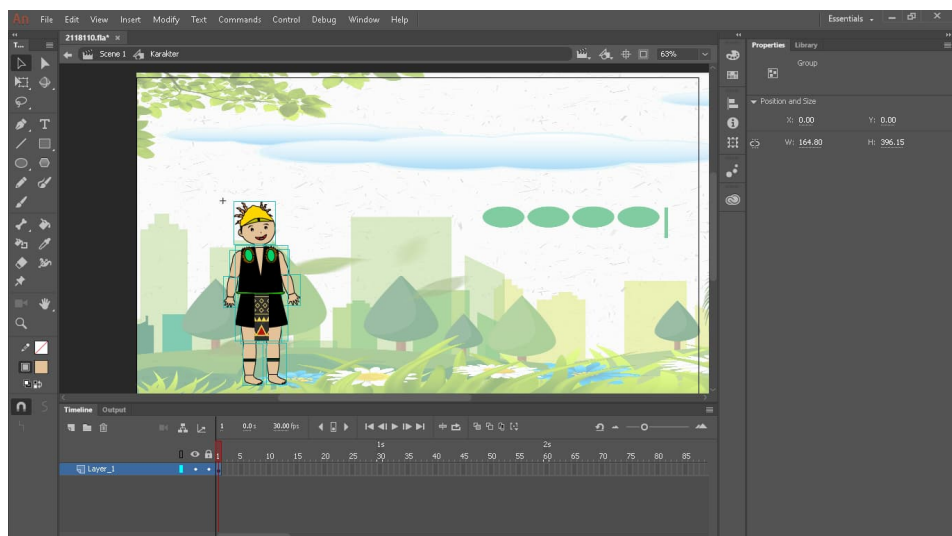 An File Edit View Insert Modify Text Commands Control Debug Window Help Essentials
2118110.fla* ×
T...
Scene 1 Karakter 63%
Properties Library
Group
Position and Size
X: 0.00 Y: 0.00
W: 164.80 H: 396.15
Timeline Output
1 0.0 s 30.00 fps
1s 2s
1 5 10 15 20 25 30 35 40 45 50 55 60 65 70 75 80 85
Layer_1